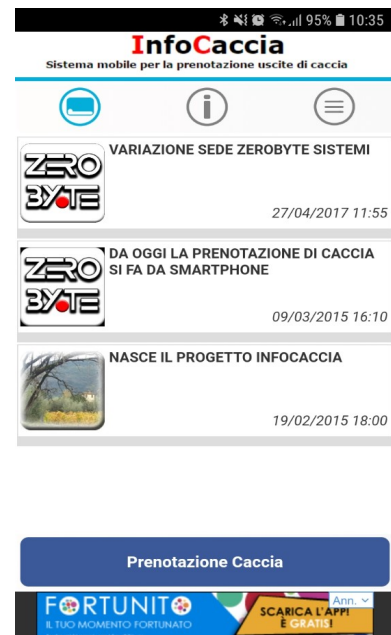 95% 10:35
InfoCaccia
Sistema mobile per la prenotazione uscite di caccia
ZERO
BYTE
VARIAZIONE SEDE ZEROBYTE SISTEMI
27/04/2017 11:55
ZERO
BYTE
DA OGGI LA PRENOTAZIONE DI CACCIA
SI FA DA SMARTPHONE
09/03/2015 16:10
NASCE IL PROGETTO INFOCACCIA
19/02/2015 18:00
Prenotazione Caccia
FORTUNITO
IL TUO MOMENTO FORTUNATO
Ann.
SCARICA L'APP!
È GRATIS!